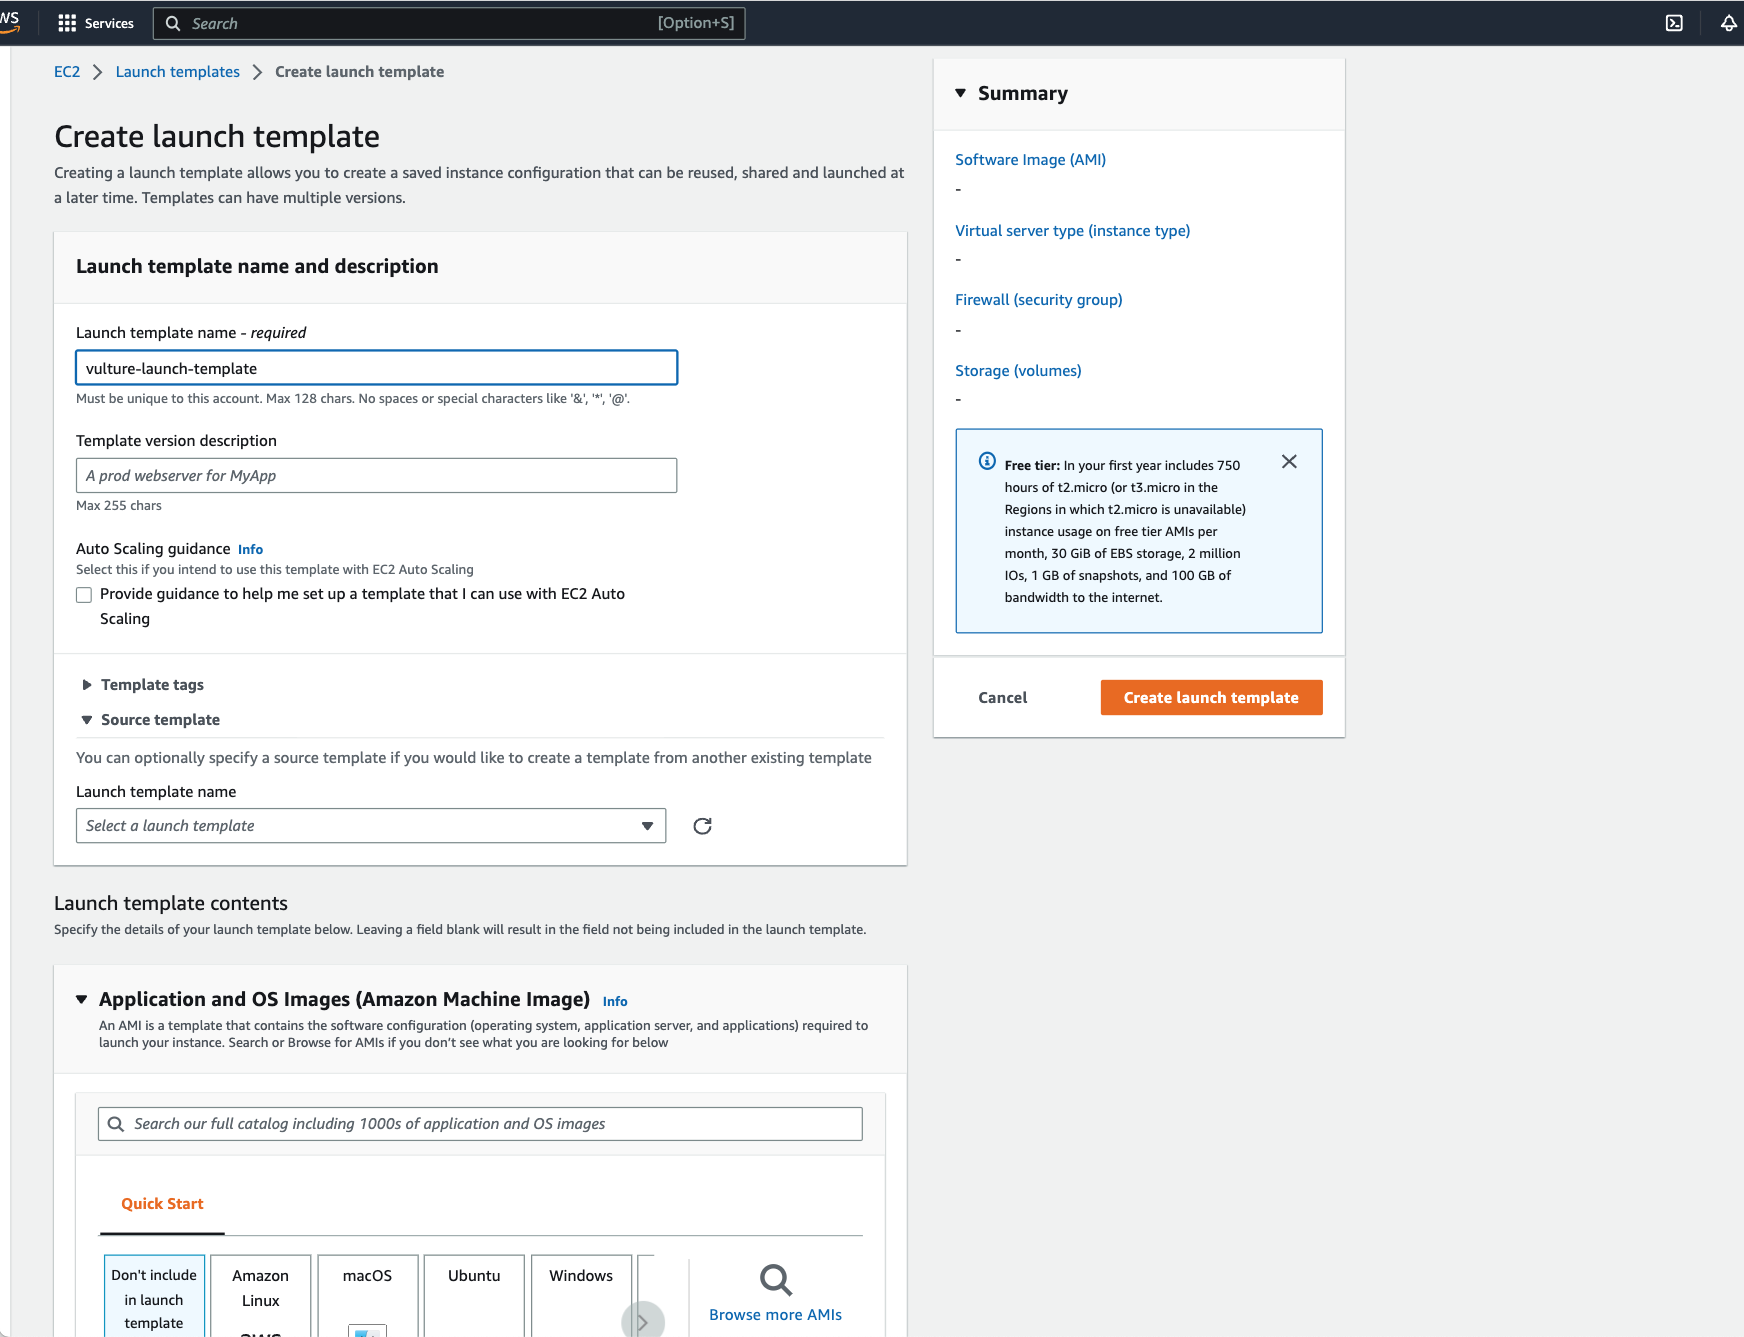 Services
Search
[Option+S]
EC2 > Launch templates > Create launch template
Create launch template
Creating a launch template allows you to create a saved instance configuration that can be reused, shared and launched at
a later time. Templates can have multiple versions.
Launch template name and description
Launch template name - required
vulture-launch-template
Must be unique to this account. Max 128 chars. No spaces or special characters like '&', '*', '@'.
Template version description
A prod webserver for MyApp
Max 255 chars
Auto Scaling guidance Info
Select this if you intend to use this template with EC2 Auto Scaling
Provide guidance to help me set up a template that I can use with EC2 Auto
Scaling
Template tags
Source template
You can optionally specify a source template if you would like to create a template from another existing template
Launch template name
Select a launch template
Launch template contents
Specify the details of your launch template below. Leaving a field blank will result in the field not being included in the launch template.
Application and OS Images (Amazon Machine Image) Info
An AMI is a template that contains the software configuration (operating system, application server, and applications) required to
launch your instance. Search or Browse for AMIs if you don't see what you are looking for below
Search our full catalog including 1000s of application and OS images
Quick Start
Don't include
in launch
template
Amazon
Linux
macOS
Ubuntu
Windows
Browse more AMIs
Summary
Software Image (AMI)
-
Virtual server type (instance type)
-
Firewall (security group)
-
Storage (volumes)
-
Free tier: In your first year includes 750
hours of t2.micro (or t3.micro in the
Regions in which t2.micro is unavailable)
instance usage on free tier AMIs per
month, 30 GiB of EBS storage, 2 million
IOs, 1 GB of snapshots, and 100 GB of
bandwidth to the internet.
Cancel
Create launch template